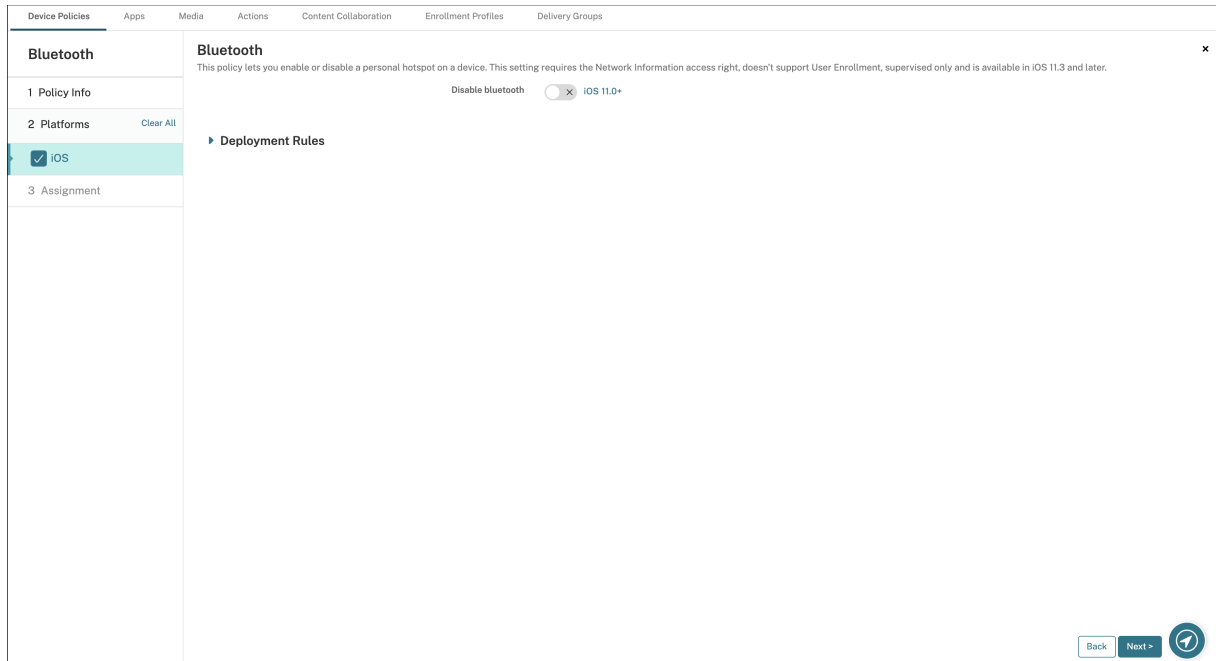 Device Policies Apps Media Actions Content Collaboration Enrollment Profiles Delivery Groups
Bluetooth
1 Policy Info
2 Platforms Clear All
iOS
3 Assignment
Bluetooth
This policy lets you enable or disable a personal hotspot on a device. This setting requires the Network Information access right, doesn't support User Enrollment, supervised only and is available in iOS 11.3 and later.
Disable bluetooth iOS 11.0+
Deployment Rules
Back Next >